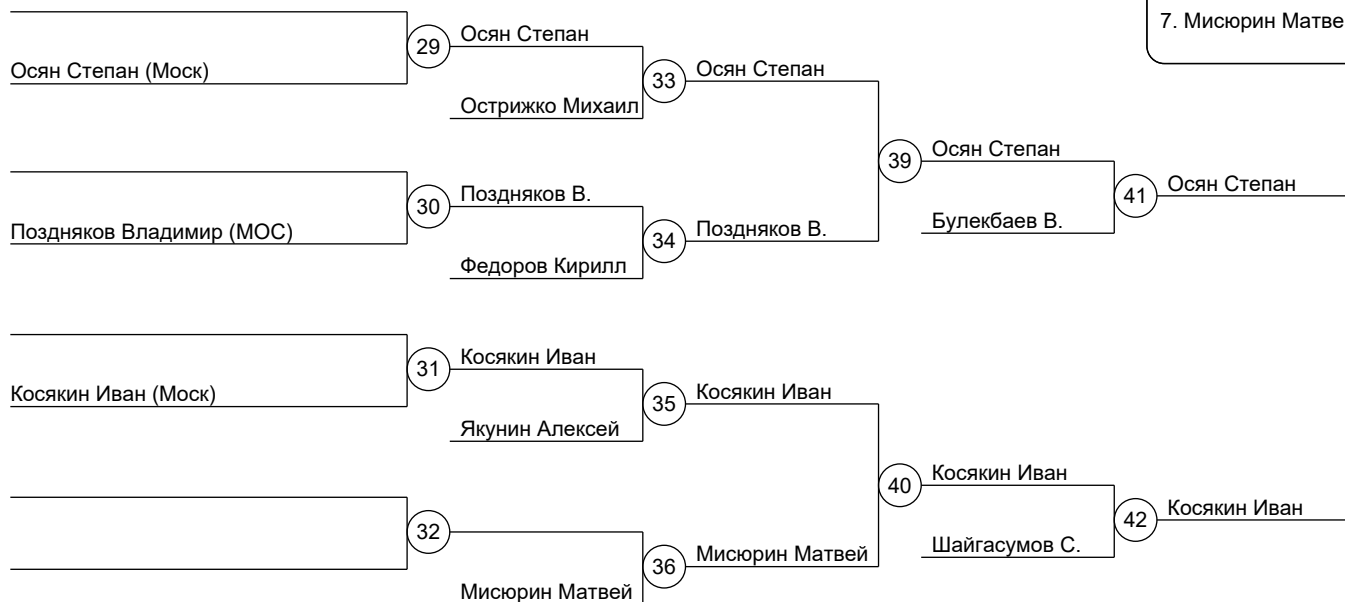 7. Мисюрин Матве
29
Осян Степан
Осян Степан (Моск)
33
Осян Степан
Острижко Михаил
39
Осян Степан
30
Поздняков В.
41
Осян Степан
Поздняков Владимир (МОС)
34
Поздняков В.
Булекбаев В.
Федоров Кирилл
31
Косякин Иван
Косякин Иван (Моск)
35
Косякин Иван
Якунин Алексей
40
Косякин Иван
32
42
Косякин Иван
Шайгасумов С.
36
Мисюрин Матвей
Мисюрин Матвей